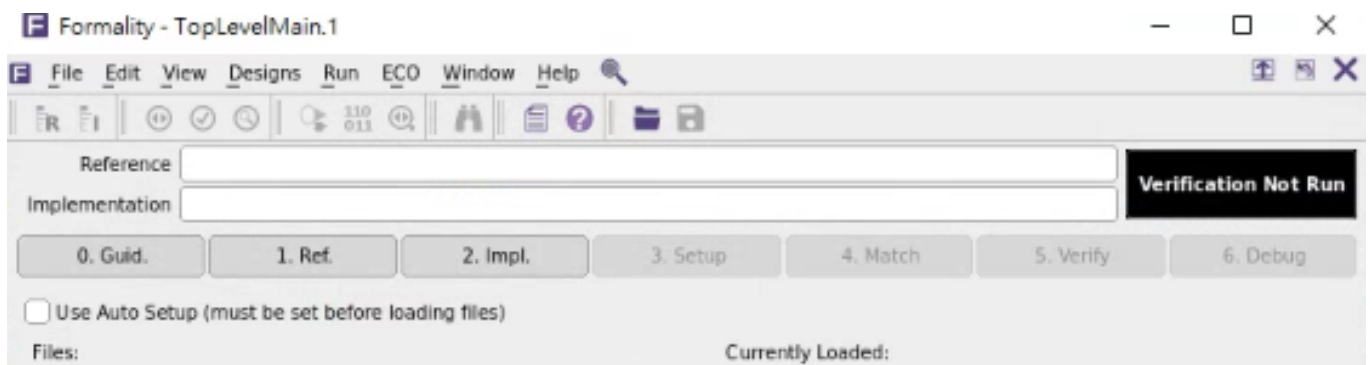 F Formality - TopLevelMain.1
F File Edit View Designs Run ECO Window Help
R I 110 011 ?
Reference
Verification Not Run
Implementation
0. Guid. 1. Ref. 2. Impl. 3. Setup 4. Match 5. Verify 6. Debug
Use Auto Setup (must be set before loading files)
Files: Currently Loaded: